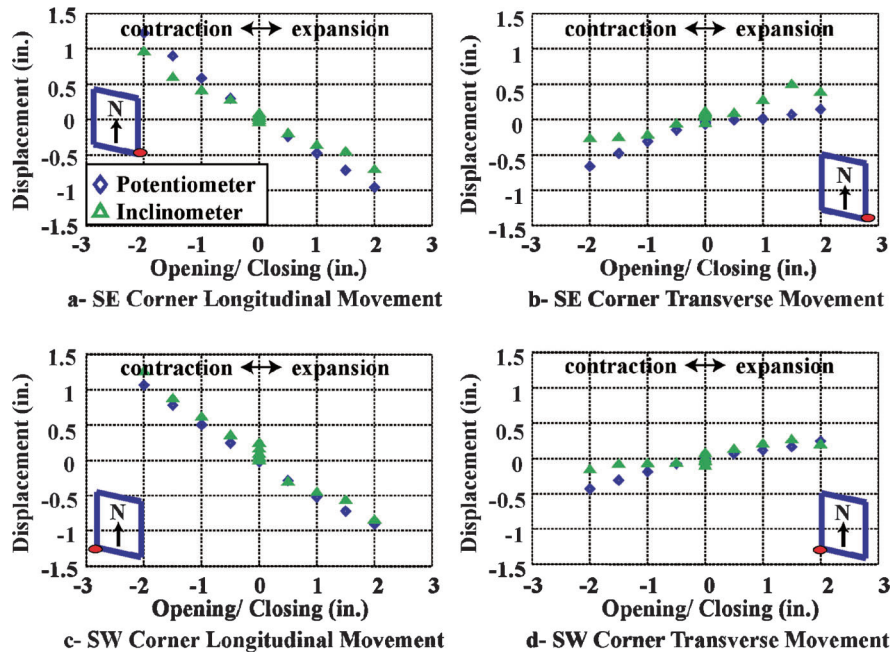 contraction ↔ expansion
1.5
1
0.5
0
-0.5
-1
-1.5
Displacement (in.)
N
Potentiometer
Inclinometer
-3 -2 -1 0 1 2 3
Opening/ Closing (in.)
a- SE Corner Longitudinal Movement
contraction ↔ expansion
1.5
1
0.5
0
-0.5
-1
-1.5
Displacement (in.)
N
-3 -2 -1 0 1 2 3
Opening/ Closing (in.)
b- SE Corner Transverse Movement
contraction ↔ expansion
1.5
1
0.5
0
-0.5
-1
-1.5
Displacement (in.)
N
-3 -2 -1 0 1 2 3
Opening/ Closing (in.)
c- SW Corner Longitudinal Movement
contraction ↔ expansion
1.5
1
0.5
0
-0.5
-1
-1.5
Displacement (in.)
N
-3 -2 -1 0 1 2 3
Opening/ Closing (in.)
d- SW Corner Transverse Movement